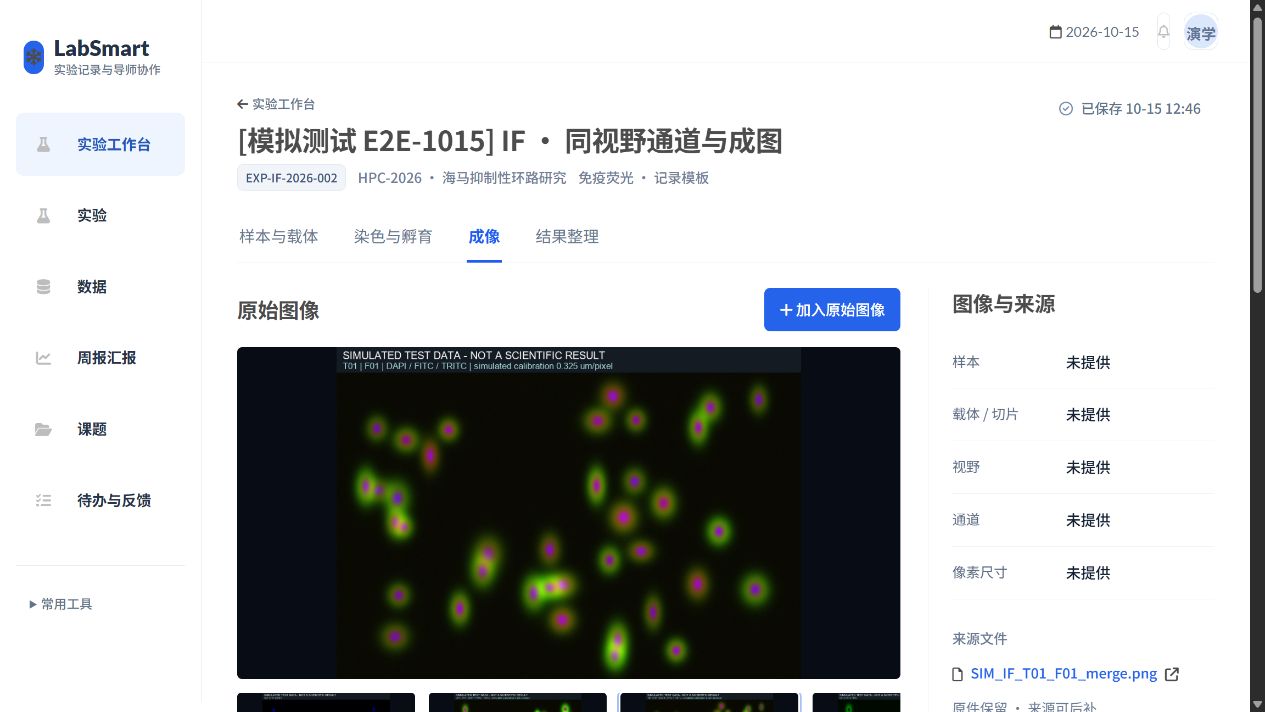 LabSmart
实验记录与导师协作
实验工作台
实验
数据
周报汇报
课题
待办与反馈
常用工具
2026-10-15
演学
实验工作台
已保存 10-15 12:46
[模拟测试 E2E-1015] IF · 同视野通道与成图
EXP-IF-2026-002 HPC-2026 · 海马抑制性环路研究 免疫荧光 · 记录模板
样本与载体 染色与孵育 成像 结果整理
原始图像
加入原始图像
SIMULATED TEST DATA - NOT A SCIENTIFIC RESULT
T01 | F01 | DAPI / FITC / TRITC | simulated calibration 0.325 um/pixel
图像与来源
样本 未提供
载体 / 切片 未提供
视野 未提供
通道 未提供
像素尺寸 未提供
来源文件
SIM_IF_T01_F01_merge.png
原件保留 · 来源可后补